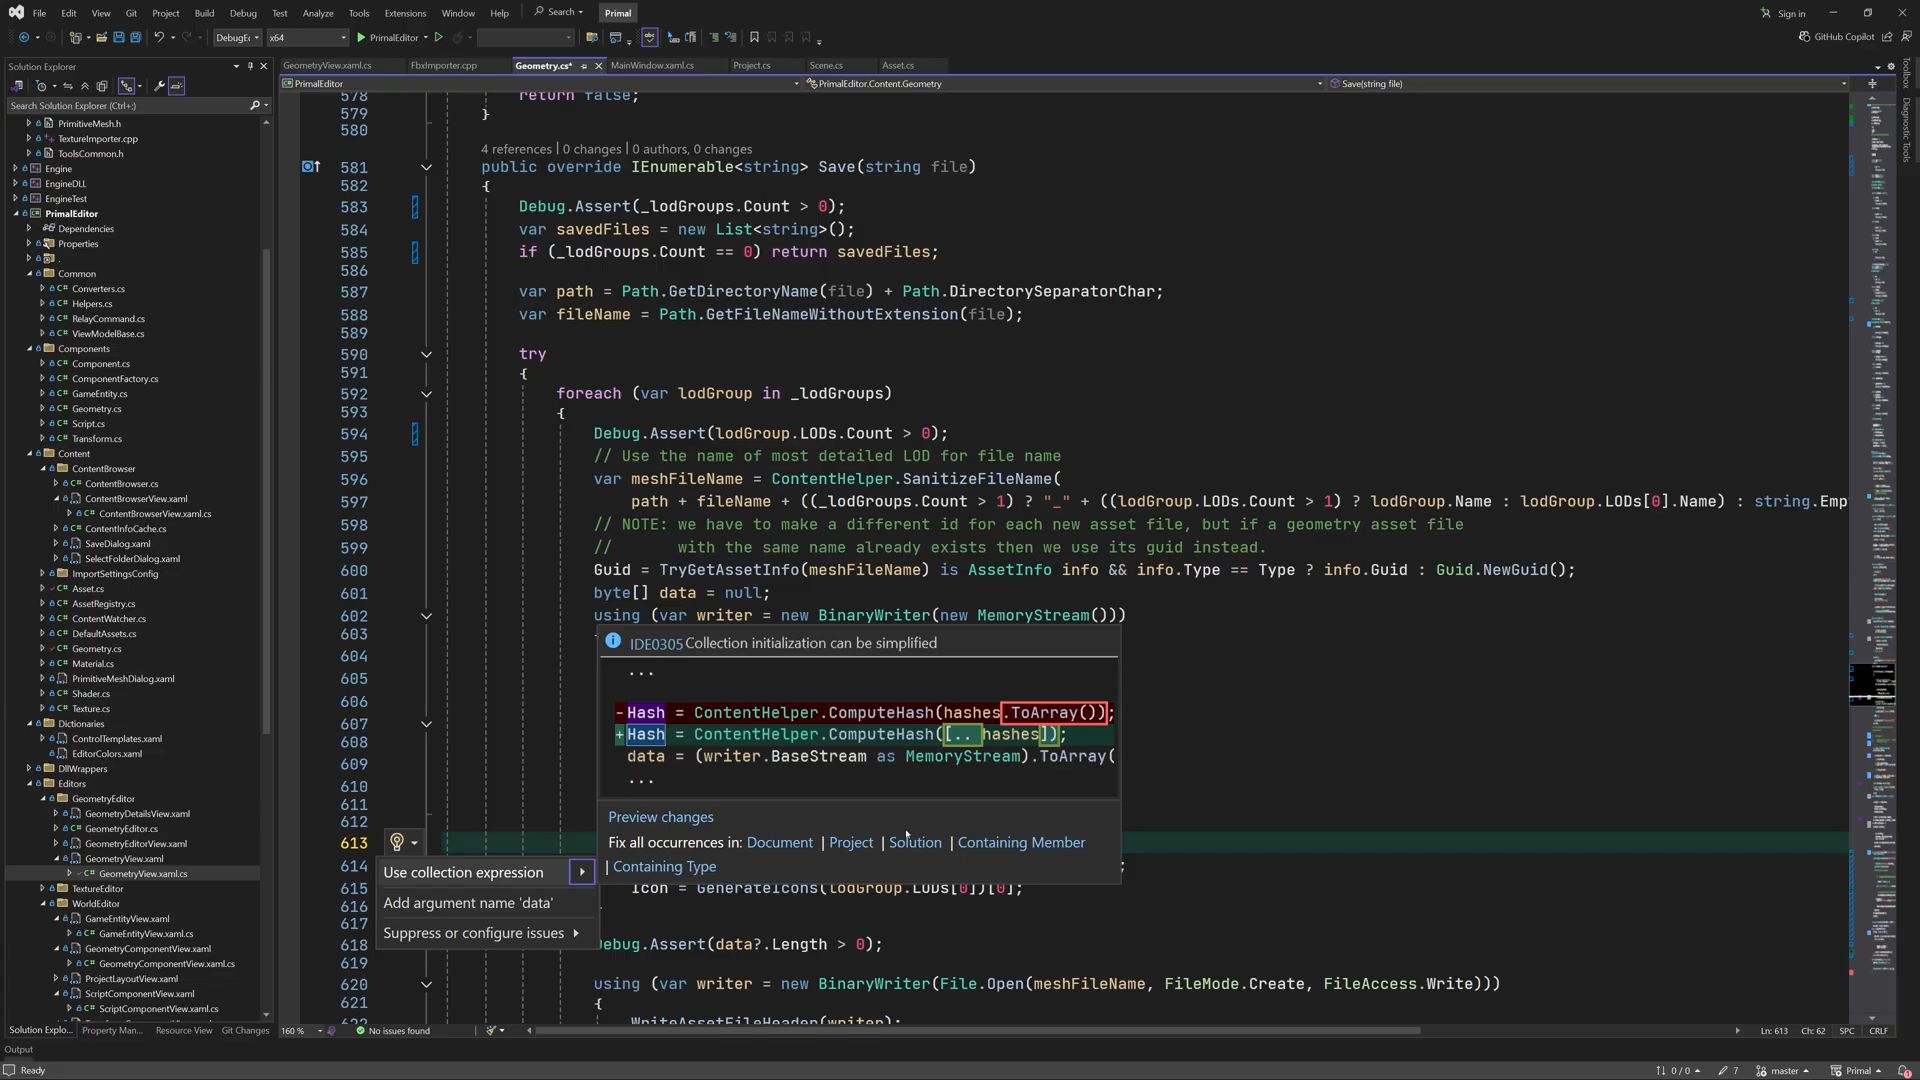 File Edit View Git Project Build Debug Test Analyze Tools Extensions Window Help Search Primal Sign in
DebugEc x64 PrimalEditor GitHub Copilot
Solution Explorer
GeometryView.xaml.cs FbxImporter.cpp Geometry.cs* MainWindow.xaml.cs Project.cs Scene.cs Asset.cs
PrimalEditor PrimalEditor.Content.Geometry Save(string file)
Search Solution Explorer (Ctrl+;)
PrimitiveMesh.h
TextureImporter.cpp
ToolsCommon.h
Engine
EngineDLL
EngineTest
PrimalEditor
Dependencies
Properties
.
Common
Converters.cs
Helpers.cs
RelayCommand.cs
ViewModelBase.cs
Components
Component.cs
ComponentFactory.cs
GameEntity.cs
Geometry.cs
Script.cs
Transform.cs
Content
ContentBrowser
ContentBrowser.cs
ContentBrowserView.xaml
ContentBrowserView.xaml.cs
ContentInfoCache.cs
SaveDialog.xaml
SelectFolderDialog.xaml
ImportSettingsConfig
Asset.cs
AssetRegistry.cs
ContentWatcher.cs
DefaultAssets.cs
Geometry.cs
Material.cs
PrimitiveMeshDialog.xaml
Shader.cs
Texture.cs
Dictionaries
ControlTemplates.xaml
EditorColors.xaml
DllWrappers
Editors
GeometryEditor
GeometryDetailsView.xaml
GeometryEditor.cs
GeometryEditorView.xaml
GeometryView.xaml
GeometryView.xaml.cs
TextureEditor
WorldEditor
GameEntityView.xaml
GameEntityView.xaml.cs
GeometryComponentView.xaml
GeometryComponentView.xaml.cs
ProjectLayoutView.xaml
ScriptComponentView.xaml
ScriptComponentView.xaml.cs
Solution Explo... Property Man... Resource View Git Changes
578 return false;
579 }
580
4 references | 0 changes | 0 authors, 0 changes
581 public override IEnumerable<string> Save(string file)
582 {
583 Debug.Assert(_lodGroups.Count > 0);
584 var savedFiles = new List<string>();
585 if (_lodGroups.Count == 0) return savedFiles;
586
587 var path = Path.GetDirectoryName(file) + Path.DirectorySeparatorChar;
588 var fileName = Path.GetFileNameWithoutExtension(file);
589
590 try
591 {
592 foreach (var lodGroup in _lodGroups)
593 {
594 Debug.Assert(lodGroup.LODs.Count > 0);
595 // Use the name of most detailed LOD for file name
596 var meshFileName = ContentHelper.SanitizeFileName(
597 path + fileName + ((_lodGroups.Count > 1) ? "_" + ((lodGroup.LODs.Count > 1) ? lodGroup.Name : lodGroup.LODs[0].Name) : string.Emp
598 // NOTE: we have to make a different id for each new asset file, but if a geometry asset file
599 // with the same name already exists then we use its guid instead.
600 Guid = TryGetAssetInfo(meshFileName) is AssetInfo info && info.Type == Type ? info.Guid : Guid.NewGuid();
601 byte[] data = null;
602 using (var writer = new BinaryWriter(new MemoryStream()))
603
604
605
606
607
608
609
610
611
612
613
614 ;
615 Icon = GenerateIcons(lodGroup.LODs[0])[0];
616
617
618 Debug.Assert(data?.Length > 0);
619
620 using (var writer = new BinaryWriter(File.Open(meshFileName, FileMode.Create, FileAccess.Write)))
621 {
622 WriteAssetFileHeader(writer);
IDE0305 Collection initialization can be simplified
...
- Hash = ContentHelper.ComputeHash(hashes.ToArray());
+ Hash = ContentHelper.ComputeHash([.. hashes]);
data = (writer.BaseStream as MemoryStream).ToArray(
...
Preview changes
Fix all occurrences in: Document | Project | Solution | Containing Member
| Containing Type
Use collection expression
Add argument name 'data'
Suppress or configure issues
160 % No issues found Ln: 613 Ch: 62 SPC CRLF
Toolbox
Diagnostic Tools
Output
Ready 0 / 0 7 master Primal